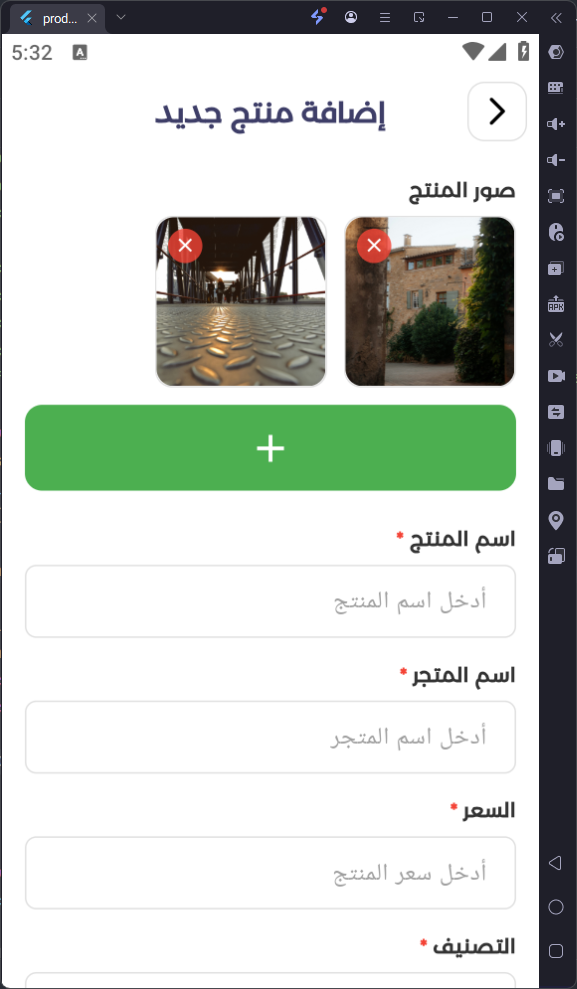 prod...
5:32
A
إضافة منتج جديد
صور المنتج
اسم المنتج *
أدخل اسم المنتج
اسم المتجر *
أدخل اسم المتجر
السعر *
أدخل سعر المنتج
التصنيف *
APK